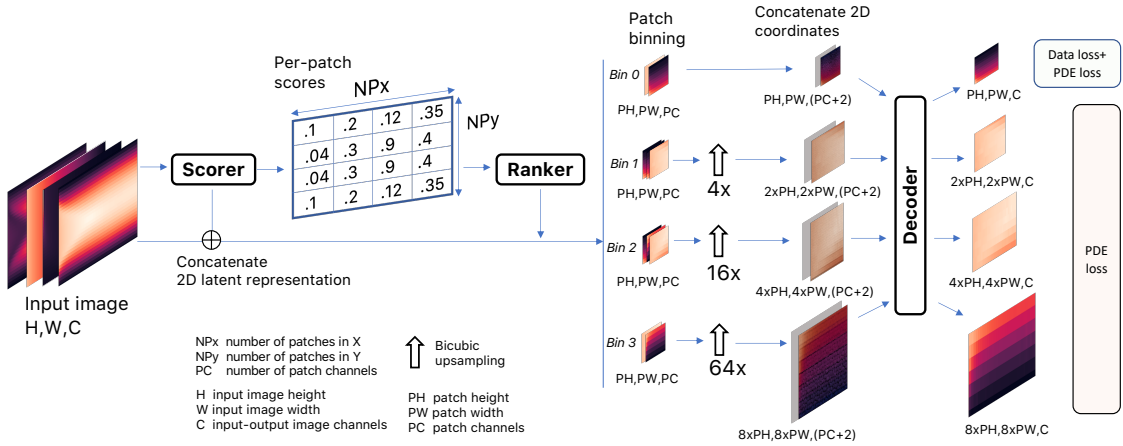 Patch
binning
Concatenate 2D
coordinates
Per-patch
scores
NPx
NPy
.1 .2 .12 .35
.04 .3 .9 .4
.04 .3 .9 .4
.1 .2 .12 .35
Scorer
Ranker
Concatenate
2D latent representation
Input image
H,W,C
Bin 0
PH,PW,PC
PH,PW,(PC+2)
PH,PW,C
Data loss+
PDE loss
Bin 1
PH,PW,PC
4x
2xPH,2xPW,(PC+2)
2xPH,2xPW,C
Bin 2
PH,PW,PC
16x
4xPH,4xPW,(PC+2)
4xPH,4xPW,C
Bin 3
PH,PW,PC
64x
8xPH,8xPW,(PC+2)
8xPH,8xPW,C
Decoder
PDE
loss
NPx number of patches in X
NPy number of patches in Y
PC number of patch channels
H input image height
W input image width
C input-output image channels
Bicubic
upsampling
PH patch height
PW patch width
PC patch channels